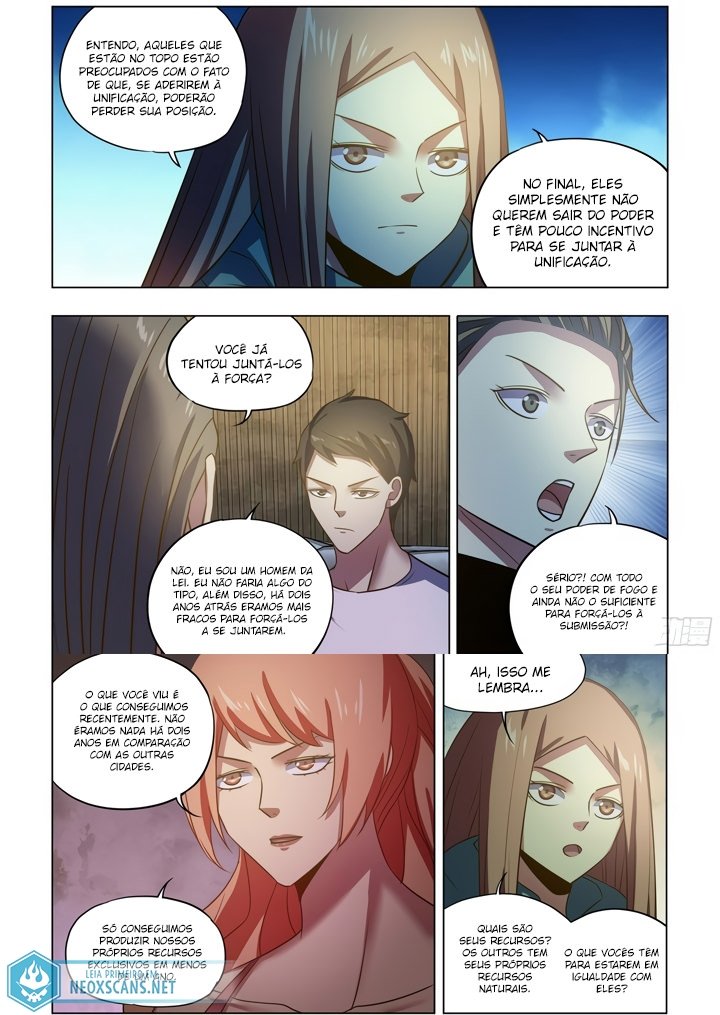 ENTENDO, AQUELES QUE
ESTÃO NO TOPO ESTÃO
PREOCUPADOS COM O FATO
DE QUE, SE ADERIREM À
UNIFICAÇÃO, PODERÃO
PERDER SUA POSIÇÃO.
NO FINAL, ELES
SIMPLESMENTE NÃO
QUEREM SAIR DO PODER
E TÊM POUCO INCENTIVO
PARA SE JUNTAR À
UNIFICAÇÃO.
VOCÊ JÁ
TENTOU JUNTÁ-LOS
À FORÇA?
NÃO, EU SOU UM HOMEM DA
LEI. EU NÃO FARIA ALGO DO
TIPO, ALÉM DISSO, HÁ DOIS
ANOS ATRÁS ERAMOS MAIS
FRACOS PARA FORÇÁ-LOS
A SE JUNTAREM.
SÉRIO?! COM TODO
O SEU PODER DE FOGO E
AINDA NÃO O SUFICIENTE
PARA FORÇÁ-LOS À
SUBMISSÃO?!
O QUE VOCÊ VIU É
O QUE CONSEGUIMOS
RECENTEMENTE. NÃO
ÉRAMOS NADA HÁ DOIS
ANOS EM COMPARAÇÃO
COM AS OUTRAS
CIDADES.
SÓ CONSEGUIMOS
PRODUZIR NOSSOS
PRÓPRIOS RECURSOS
EXCLUSIVOS EM MENOS
DE UM ANO.
AH, ISSO ME
LEMBRA...
QUAIS SÃO
SEUS RECURSOS?
OS OUTROS TEM
SEUS PRÓPRIOS
RECURSOS
NATURAIS.
O QUE VOCÊS TÊM
PARA ESTAREM EM
IGUALDADE COM
ELES?
LEIA PRIMEIRO EM
NEOXSCANS.NET